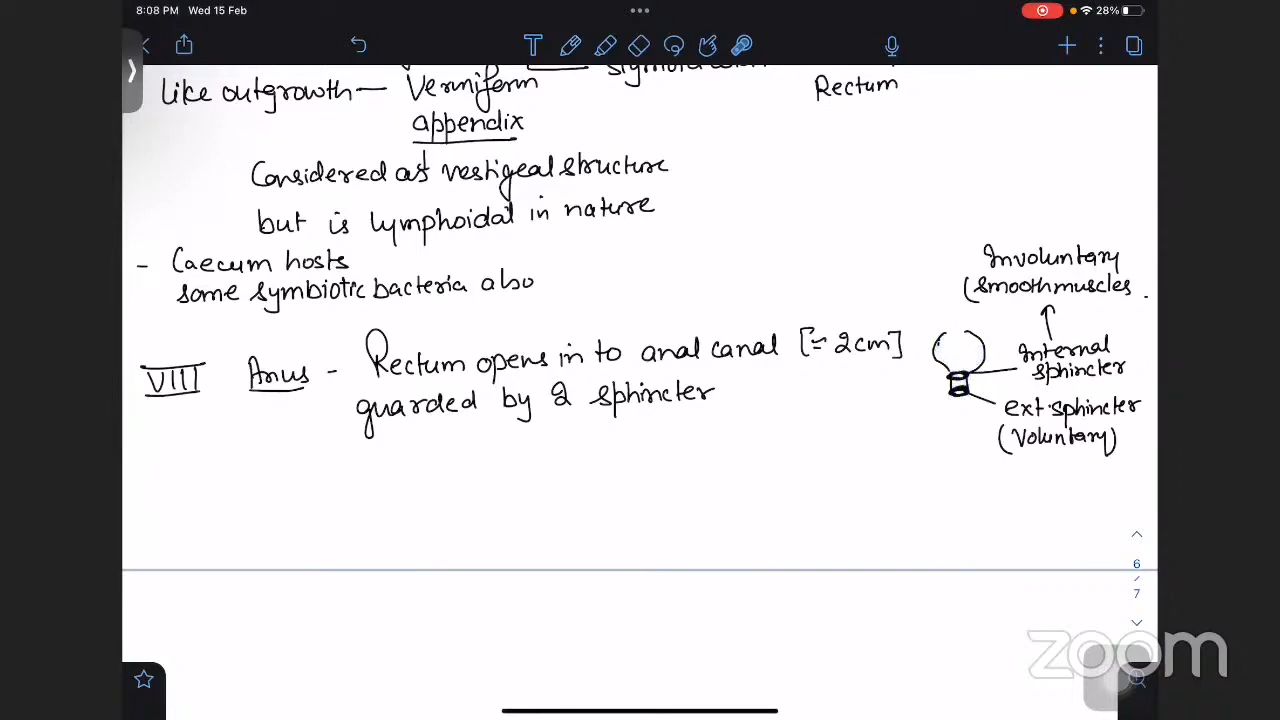 8:08 PM Wed 15 Feb
28%
Like outgrowth — Vermiform
appendix
Rectum
Considered as vestigeal structure
but is lymphoidal in nature
- Caecum hosts
some symbiotic bacteria also
VIII Anus - Rectum opens in to anal canal [≈ 2cm]
guarded by 2 sphincter
Involuntary
(smooth muscles
Internal
sphincter
ext. sphincter
(voluntary)
6
7
zoom